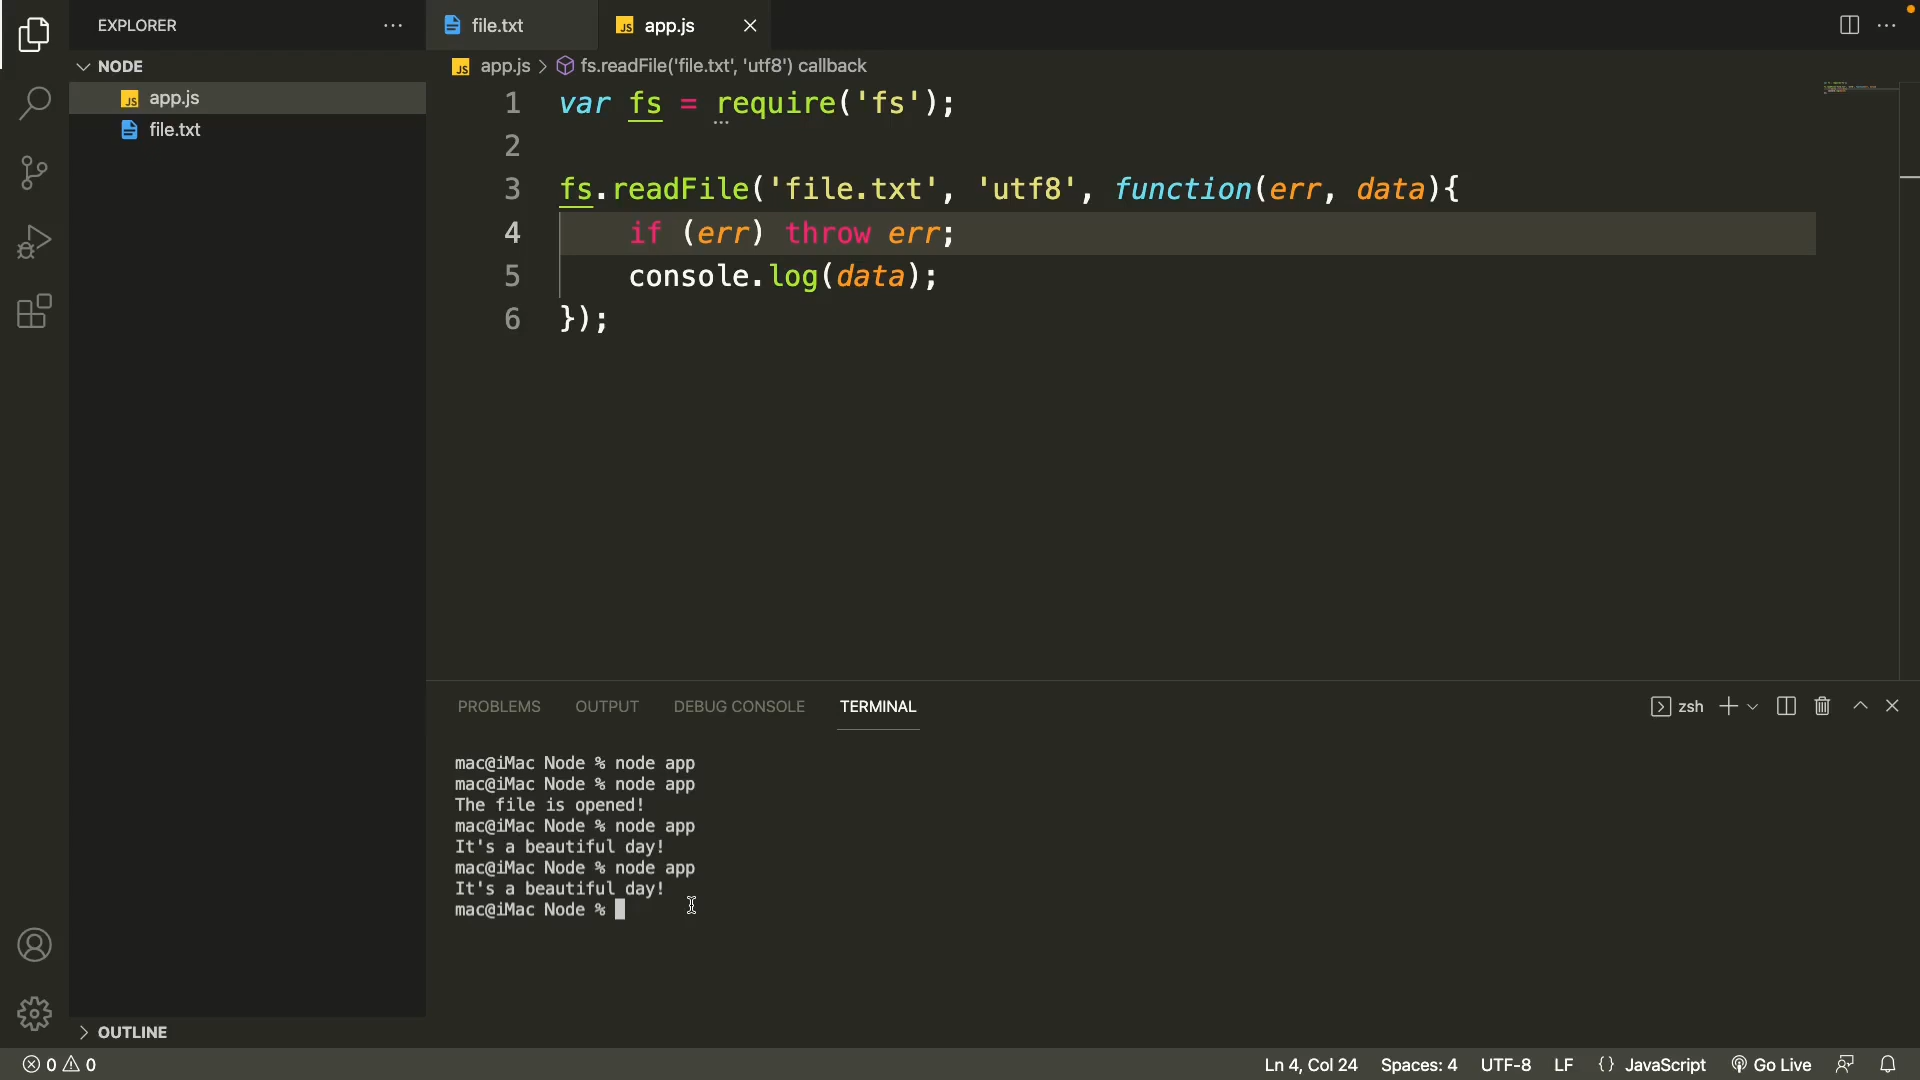 EXPLORER
NODE
app.js
file.txt
OUTLINE
file.txt
app.js
app.js > fs.readFile('file.txt', 'utf8') callback
1 var fs = require('fs');
2
3 fs.readFile('file.txt', 'utf8', function(err, data){
4 if (err) throw err;
5 console.log(data);
6 });
PROBLEMS OUTPUT DEBUG CONSOLE TERMINAL
zsh
mac@iMac Node % node app
mac@iMac Node % node app
The file is opened!
mac@iMac Node % node app
It's a beautiful day!
mac@iMac Node % node app
It's a beautiful day!
mac@iMac Node %
0 0
Ln 4, Col 24 Spaces: 4 UTF-8 LF {} JavaScript Go Live